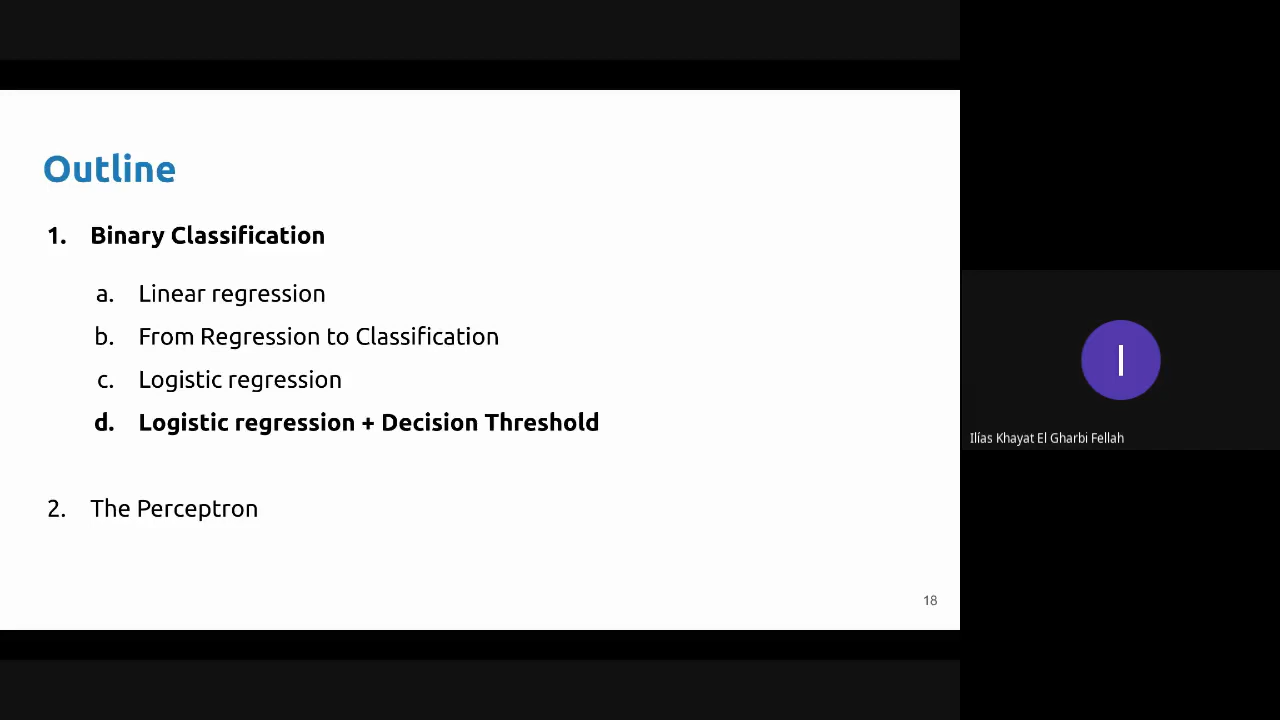 Outline
1. Binary Classification
a. Linear regression
b. From Regression to Classification
c. Logistic regression
d. Logistic regression + Decision Threshold
2. The Perceptron
18
I
Ilías Khayat El Gharbi Fellah